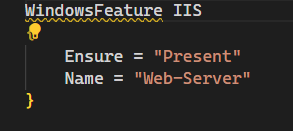 WindowsFeature IIS
{
    Ensure = "Present"
    Name = "Web-Server"
}